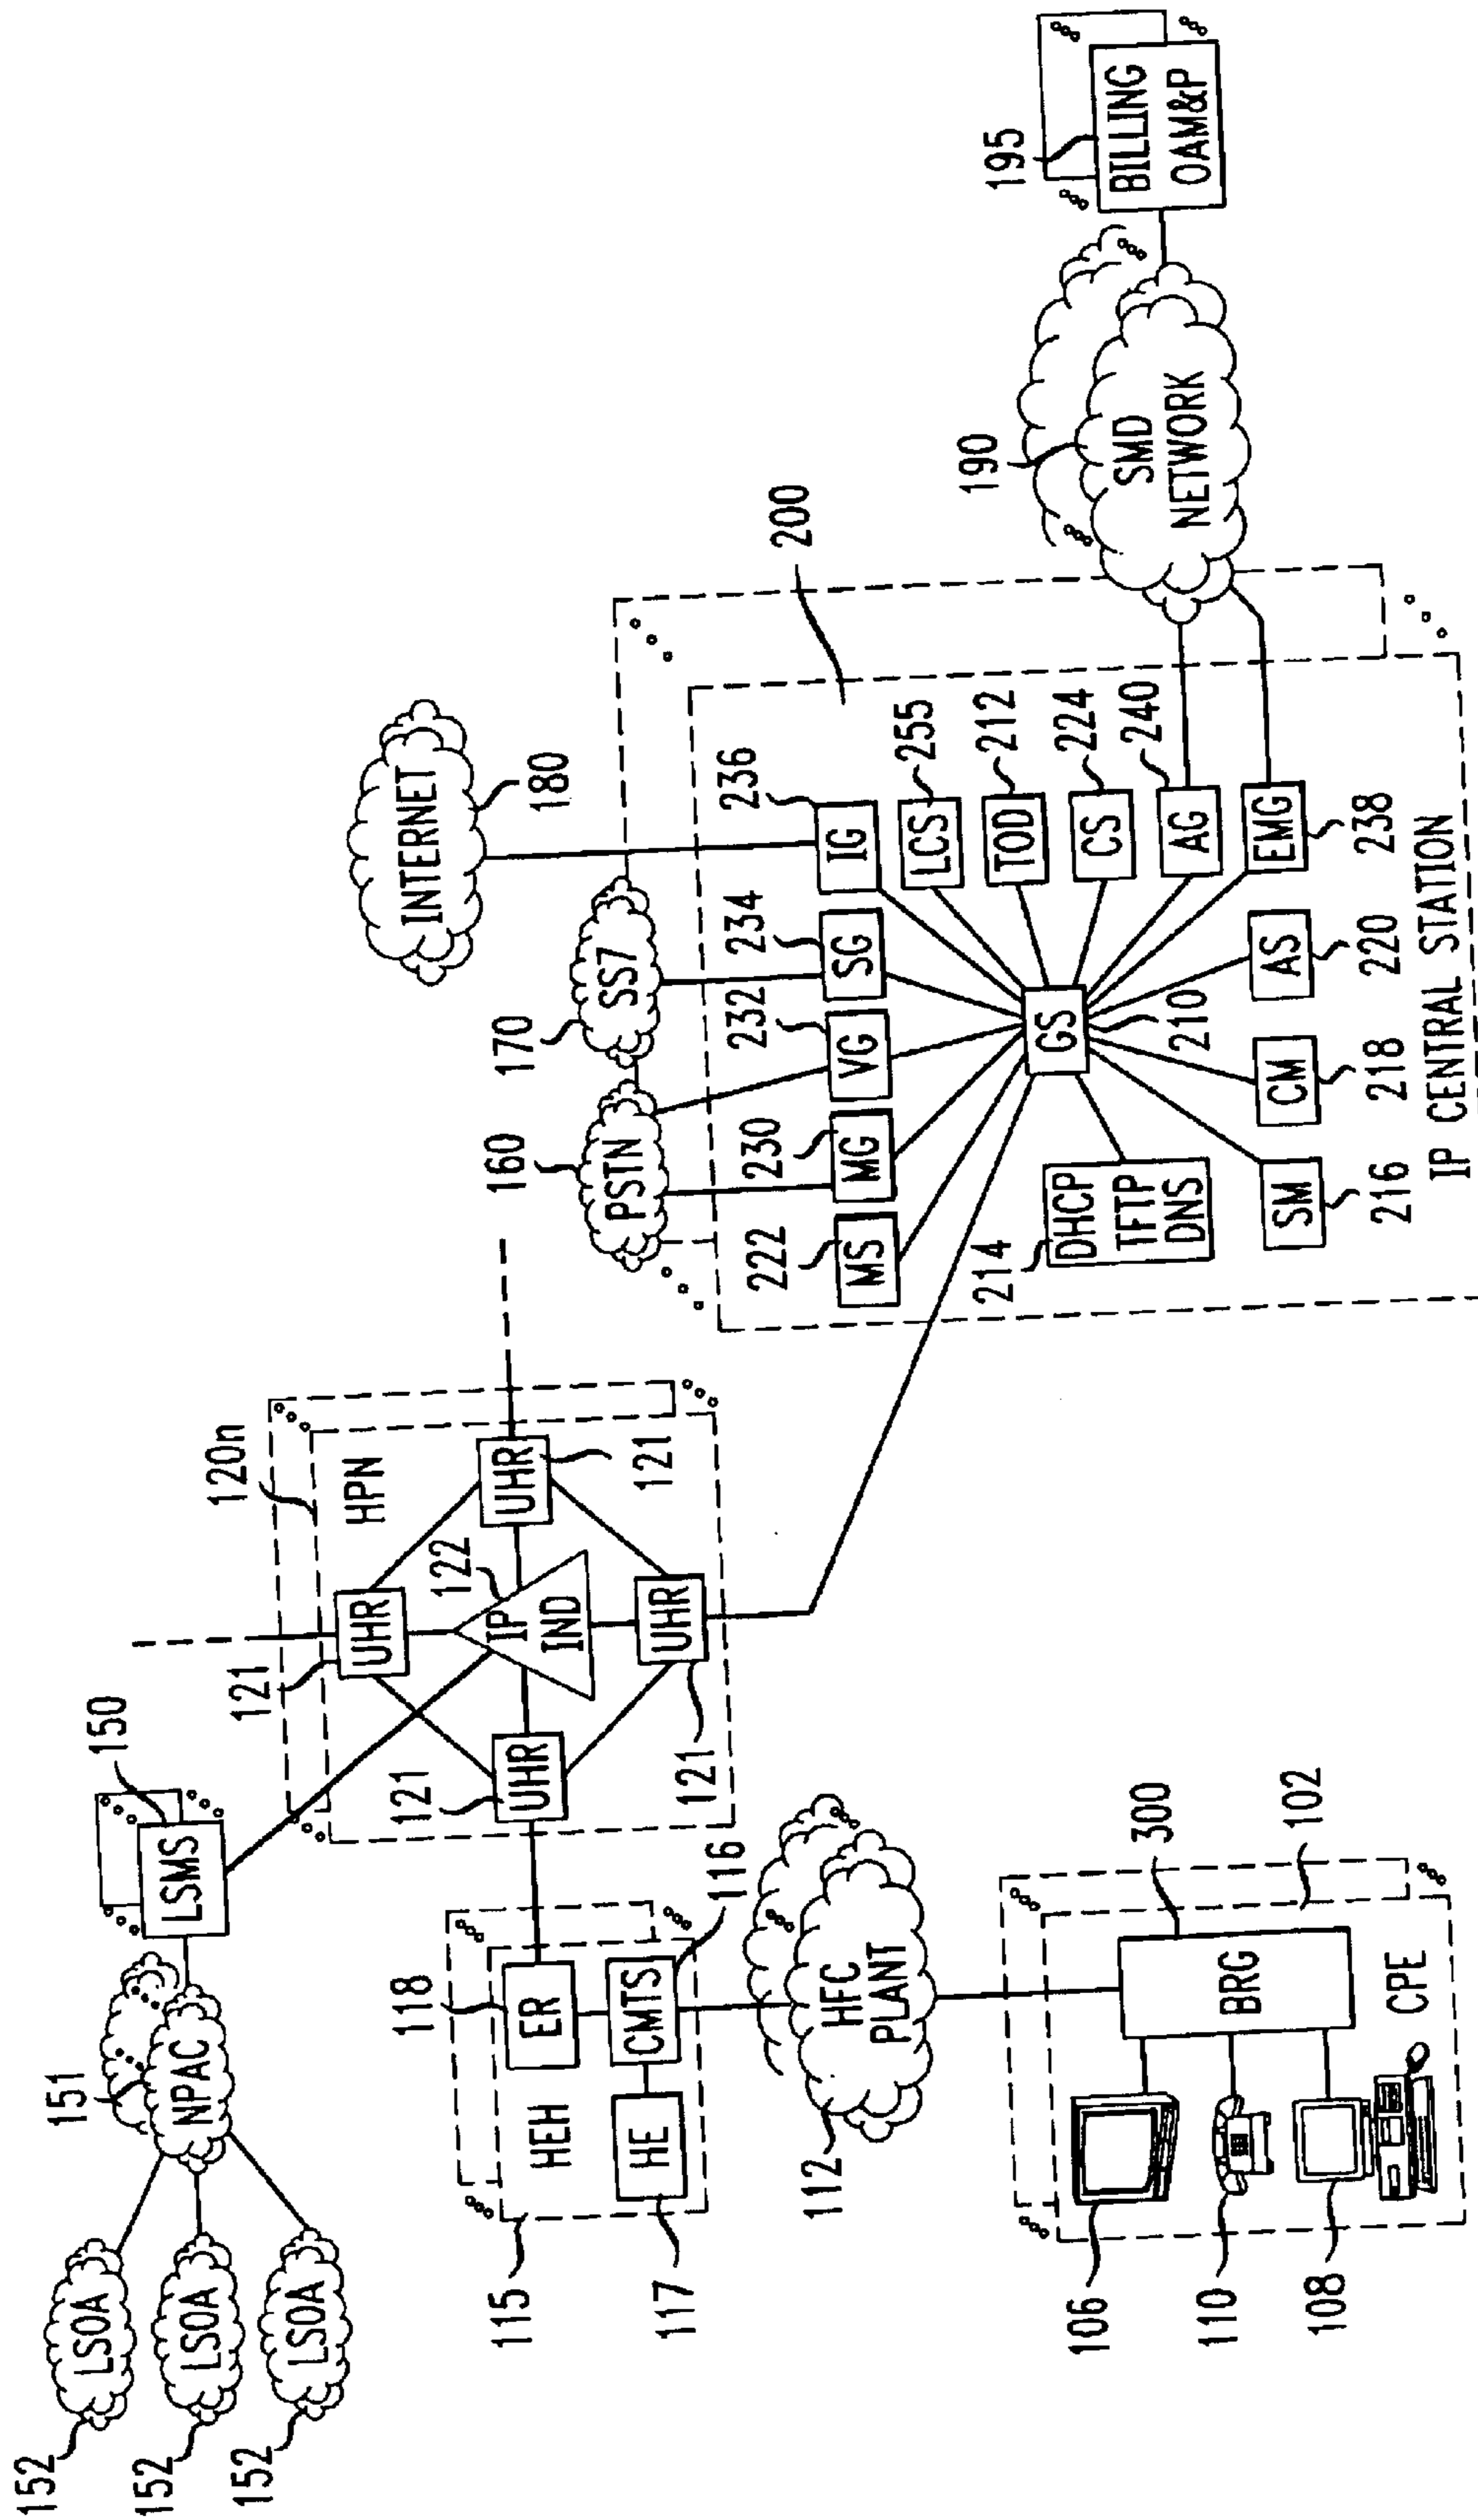 152
LSOA
152
LSOA
152
LSOA
151
NPAC
150
LSMS
121
UHR
120n
HPN
121
UHR
122
IP
IND
UHR
121
UHR
121
115
118
HEH
ER
CMTS
116
HE
117
112
HFC
PLANT
300
102
BRG
CPE
106
110
108
160
PSTN
170
SS7
INTERNET
180
200
222
MS
230
MG
232
VG
234
SG
236
IG
LCS
255
TOD
212
CS
224
AG
240
EMG
238
GS
210
214
DHCP
TFTP
DNS
SM
216
CM
218
AS
220
IP CENTRAL STATION
190
SMD
NETWORK
195
BILLING
OAM&P